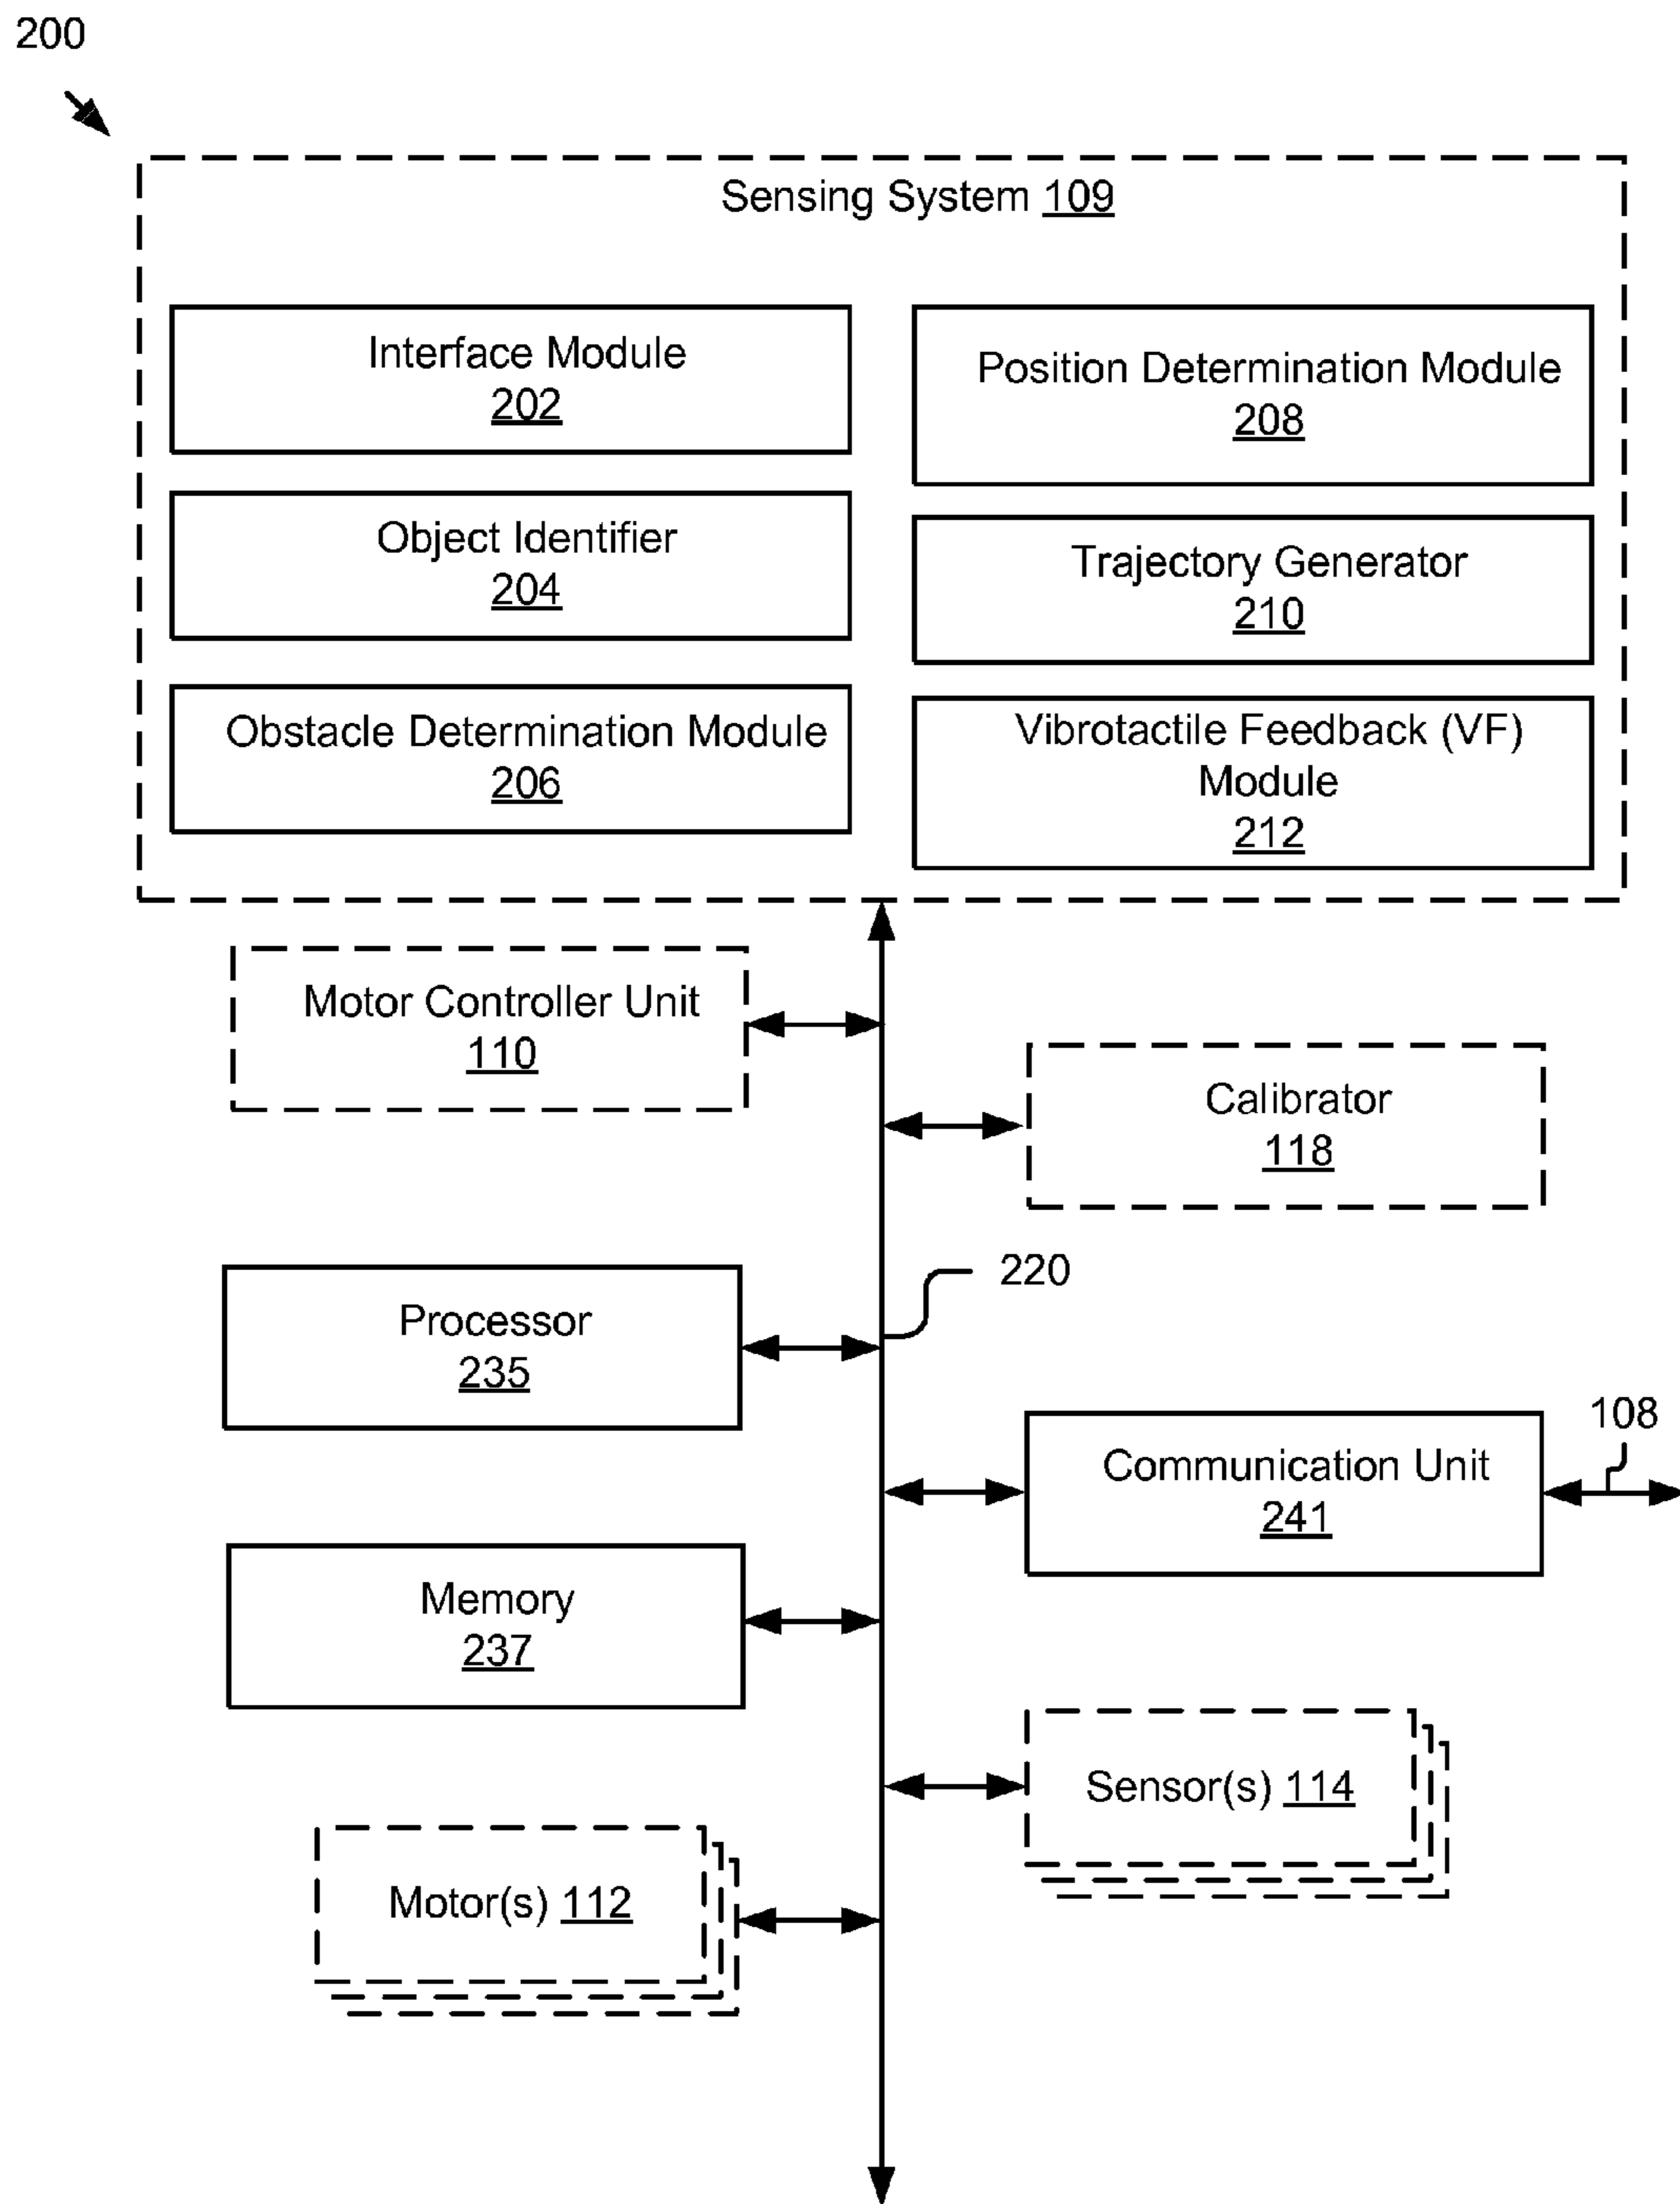 200
Sensing System 109
Interface Module
202
Position Determination Module
208
Object Identifier
204
Trajectory Generator
210
Obstacle Determination Module
206
Vibrotactile Feedback (VF)
Module
212
Motor Controller Unit
110
Calibrator
118
220
Processor
235
108
Communication Unit
241
Memory
237
Sensor(s) 114
Motor(s) 112